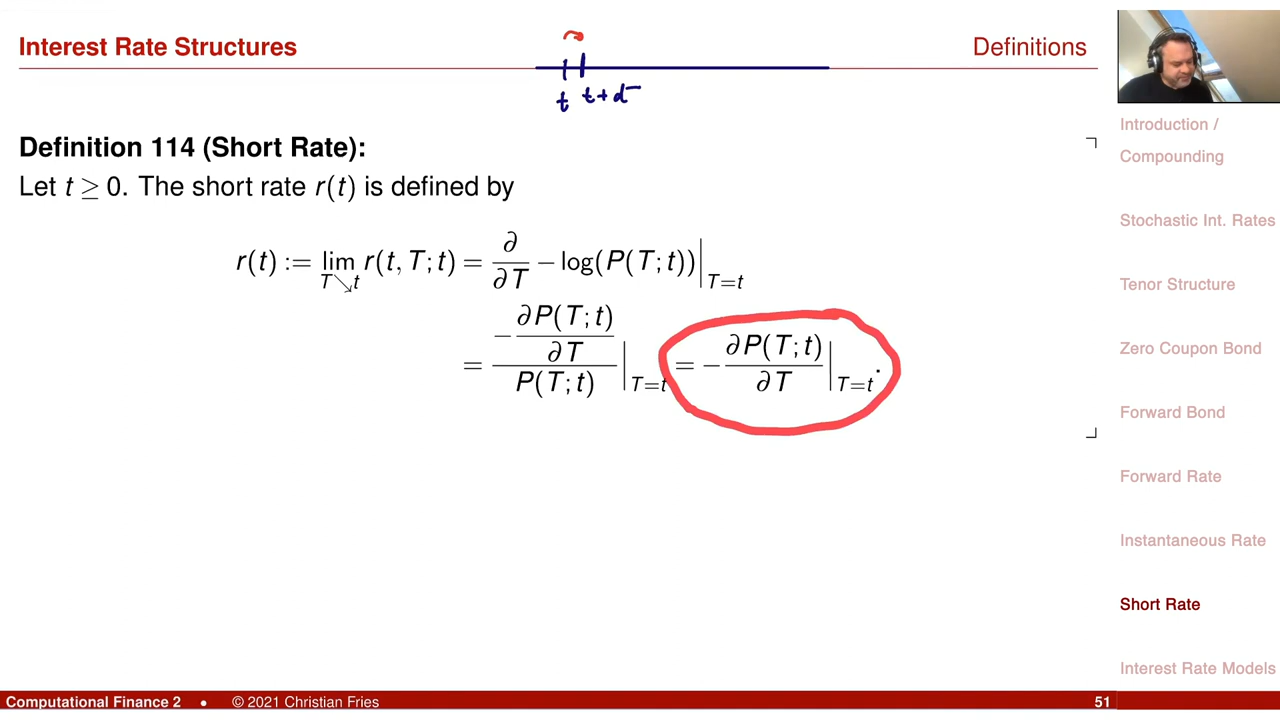 Interest Rate Structures
Definitions
t t+d
Definition 114 (Short Rate):
Let t ≥ 0. The short rate r(t) is defined by
r(t) := lim_{T↘t} r(t, T; t) = ∂/∂T − log(P(T; t))|_{T=t}
= (−∂P(T; t)/∂T)/P(T; t)|_{T=t} = −∂P(T; t)/∂T|_{T=t}.
Introduction /
Compounding
Stochastic Int. Rates
Tenor Structure
Zero Coupon Bond
Forward Bond
Forward Rate
Instantaneous Rate
Short Rate
Interest Rate Models
Computational Finance 2 • © 2021 Christian Fries 51